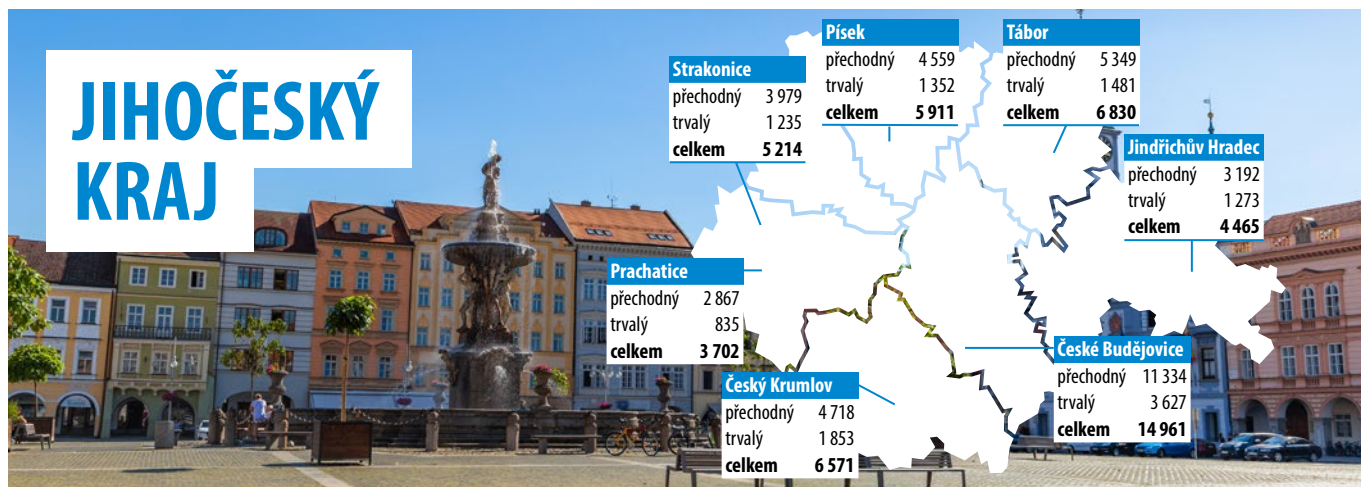 JIHOČESKÝ
KRAJ
Strakonice
přechodný 3 979
trvalý 1 235
celkem 5 214
Písek
přechodný 4 559
trvalý 1 352
celkem 5 911
Tábor
přechodný 5 349
trvalý 1 481
celkem 6 830
Jindřichův Hradec
přechodný 3 192
trvalý 1 273
celkem 4 465
Prachatice
přechodný 2 867
trvalý 835
celkem 3 702
České Budějovice
přechodný 11 334
trvalý 3 627
celkem 14 961
Český Krumlov
přechodný 4 718
trvalý 1 853
celkem 6 571